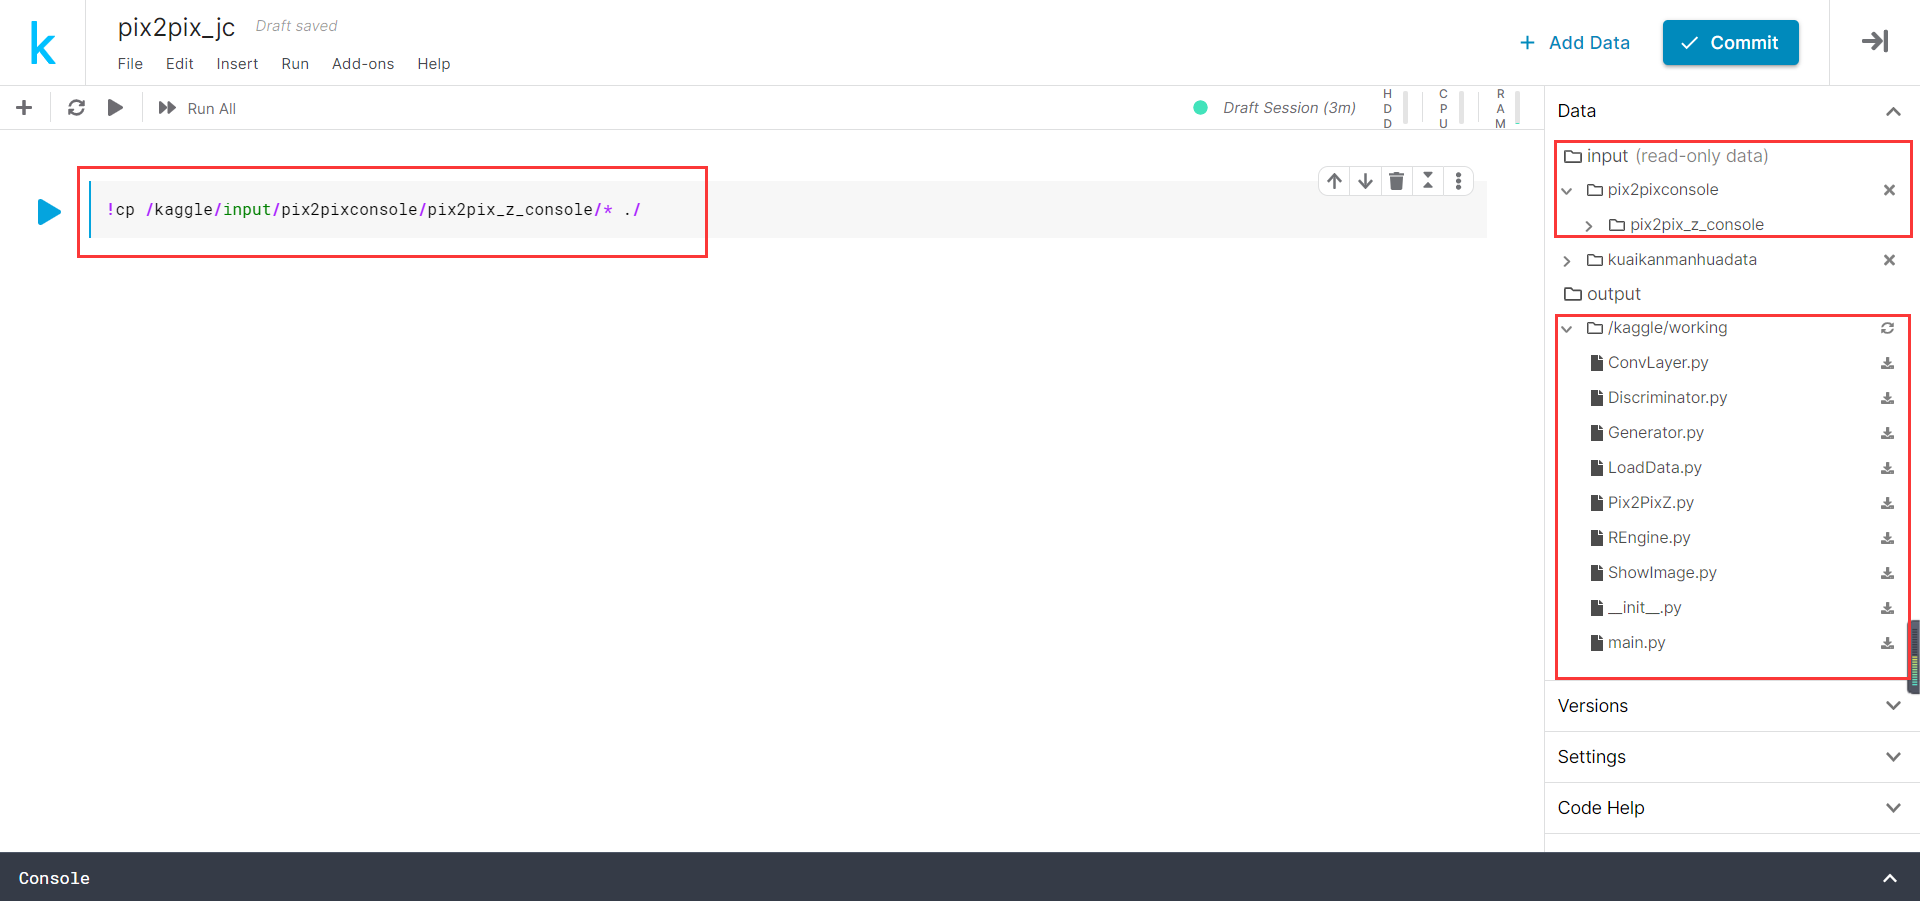 k
pix2pix_jc Draft saved
File Edit Insert Run Add-ons Help
+ Add Data
Commit
Run All
Draft Session (3m)
HDD
CPU
RAM
!cp /kaggle/input/pix2pixconsole/pix2pix_z_console/* ./
Data
input (read-only data)
pix2pixconsole
pix2pix_z_console
kuaikanmanhuadata
output
/kaggle/working
ConvLayer.py
Discriminator.py
Generator.py
LoadData.py
Pix2PixZ.py
REngine.py
ShowImage.py
__init__.py
main.py
Versions
Settings
Code Help
Console